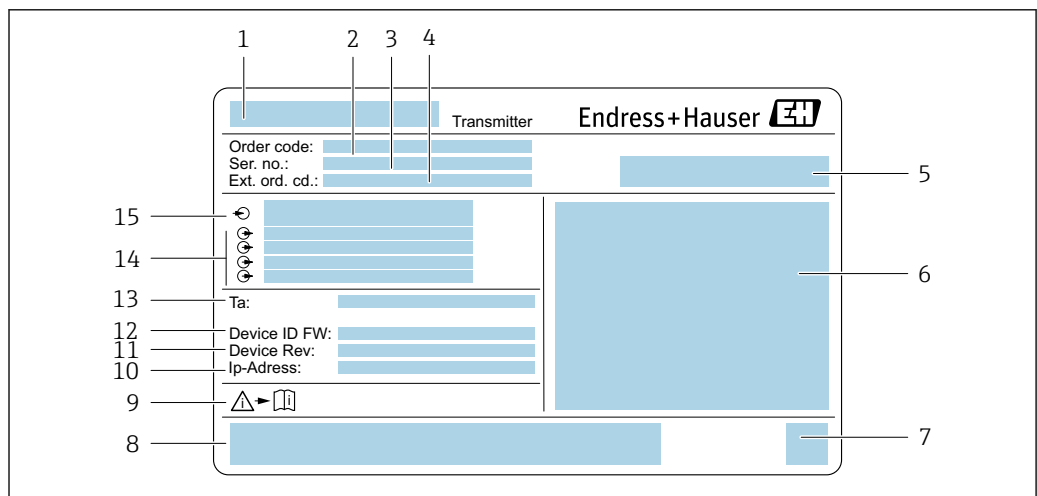 1 2 3 4
Transmitter Endress+Hauser EH
Order code:
Ser. no.:
Ext. ord. cd.:
5
15
14
6
13 Ta:
12 Device ID FW:
11 Device Rev:
10 Ip-Adress:
9 i i
8
7